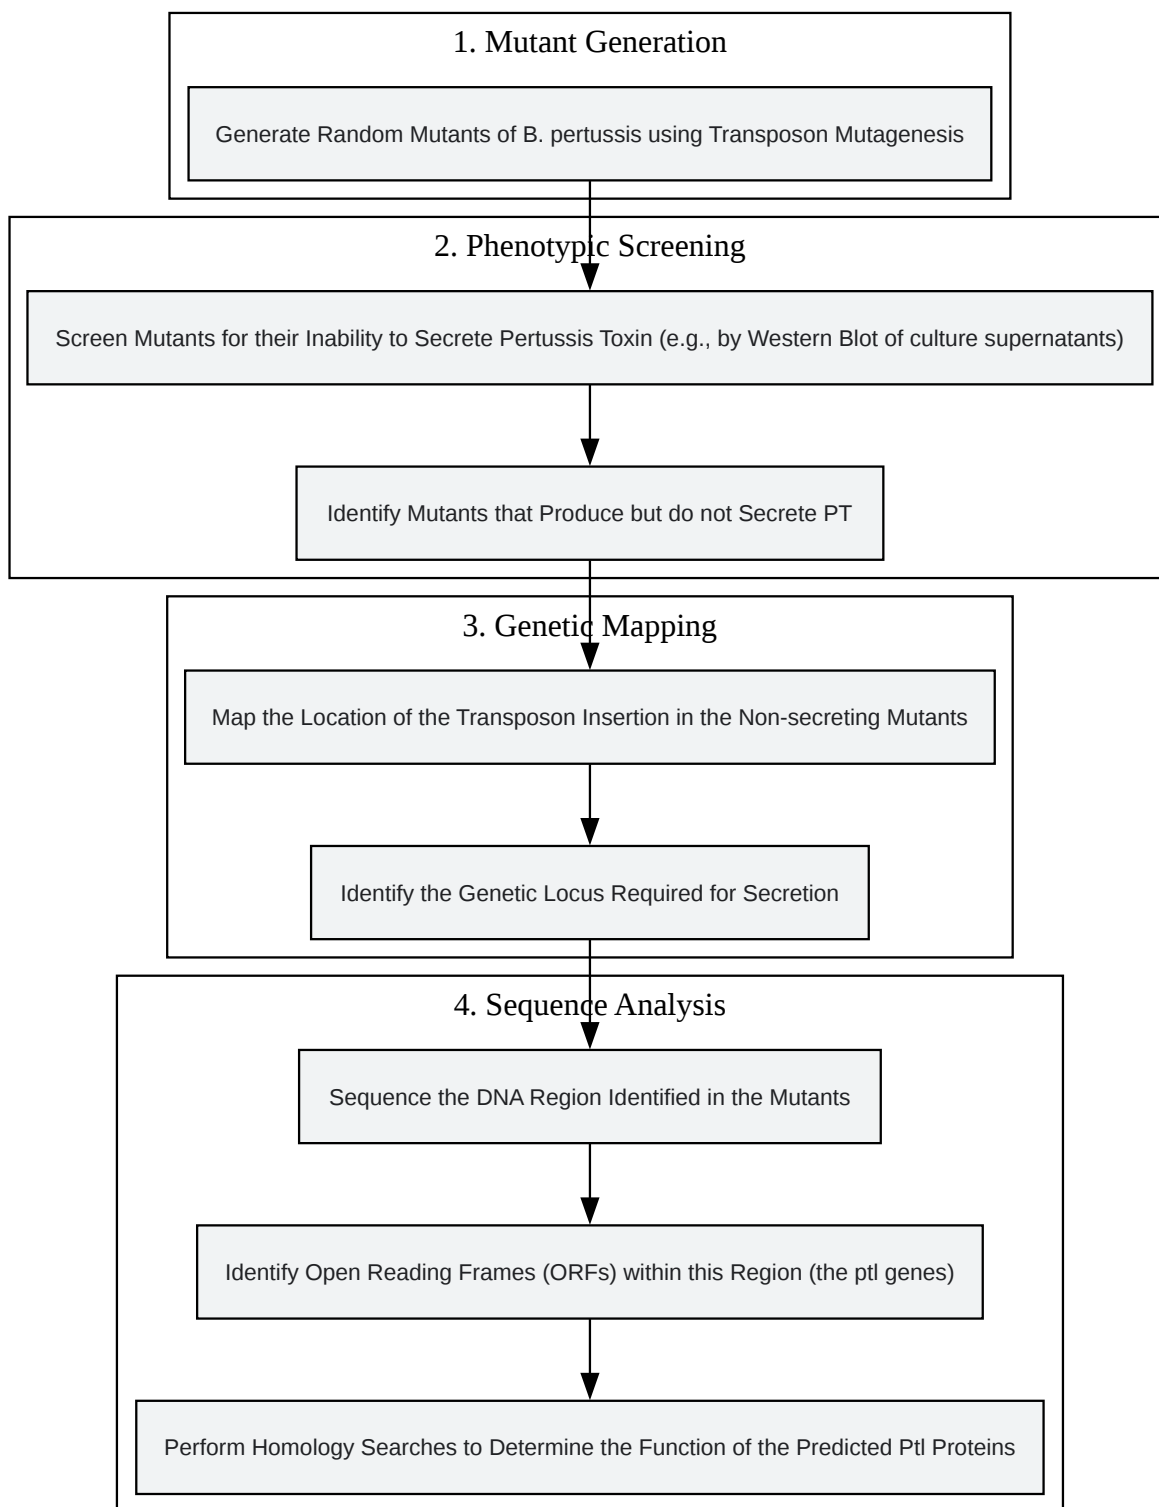 1. Mutant Generation
Generate Random Mutants of B. pertussis using Transposon Mutagenesis
2. Phenotypic Screening
Screen Mutants for their Inability to Secrete Pertussis Toxin (e.g., by Western Blot of culture supernatants)
Identify Mutants that Produce but do not Secrete PT
3. Genetic Mapping
Map the Location of the Transposon Insertion in the Non-secreting Mutants
Identify the Genetic Locus Required for Secretion
4. Sequence Analysis
Sequence the DNA Region Identified in the Mutants
Identify Open Reading Frames (ORFs) within this Region (the ptl genes)
Perform Homology Searches to Determine the Function of the Predicted Ptl Proteins